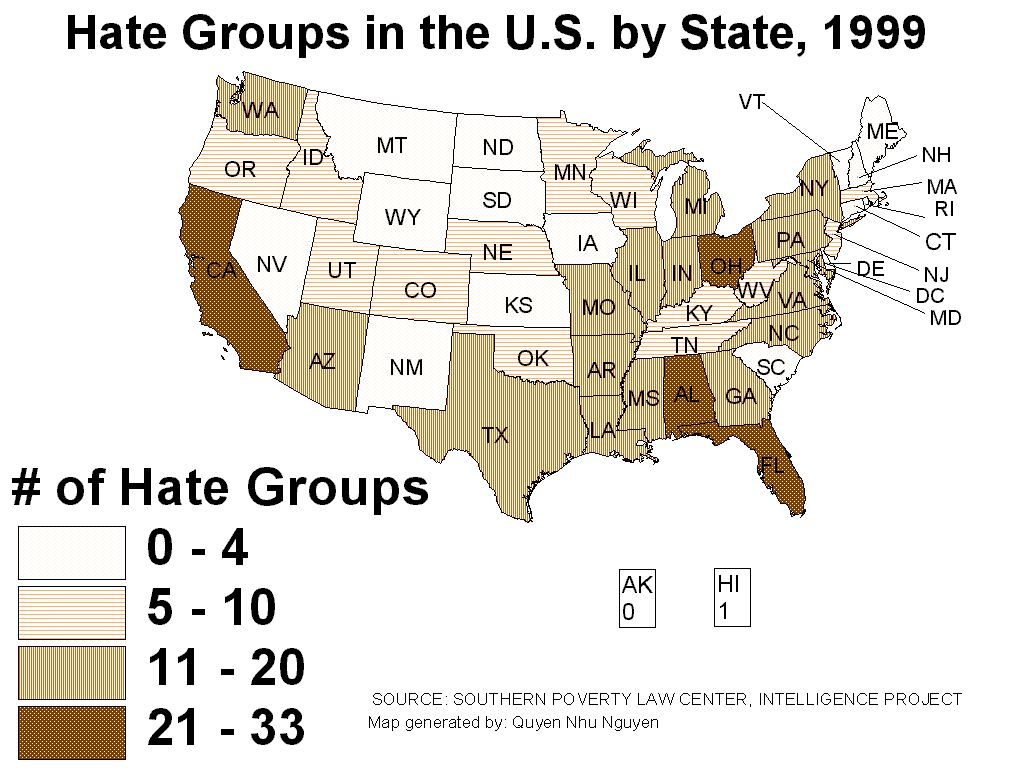 Hate Groups in the U.S. by State, 1999
VT
WA
ME
MT
ND
NH
ID
OR
MN
WI
MA
NY
SD
MI
RI
WY
CT
PA
IA
NE
NV
UT
CA
IL
IN
OH
DE
NJ
CO
WV
DC
VA
KS
MO
KY
MD
NC
TN
AZ
NM
OK
AR
SC
MS
AL
GA
TX
LA
FL
# of Hate Groups
0 - 4
5 - 10
11 - 20
21 - 33
AK
0
HI
1
SOURCE: SOUTHERN POVERTY LAW CENTER, INTELLIGENCE PROJECT
Map generated by: Quyen Nhu Nguyen